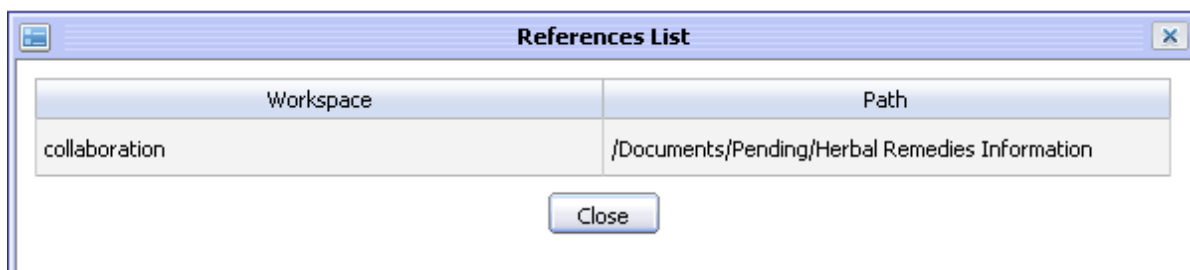 References List
Workspace Path
collaboration /Documents/Pending/Herbal Remedies Information
Close